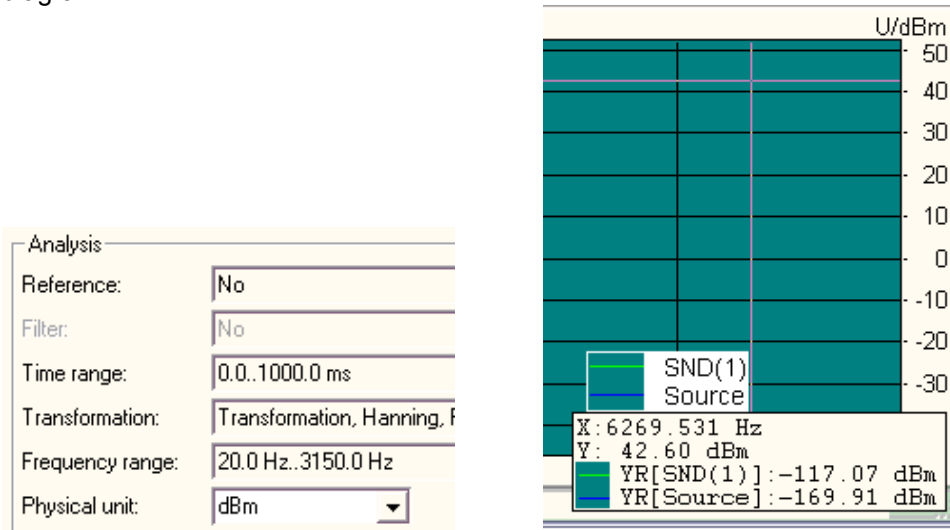 Analysis
Reference: No
Filter: No
Time range: 0.0..1000.0 ms
Transformation: Transformation, Hanning,
Frequency range: 20.0 Hz..3150.0 Hz
Physical unit: dBm
U/dBm
50
40
30
20
10
0
-10
-20
-30
SND(1)
Source
X:6269.531 Hz
Y: 42.60 dBm
YR[SND(1)]:-117.07 dBm
YR[Source]:-169.91 dBm